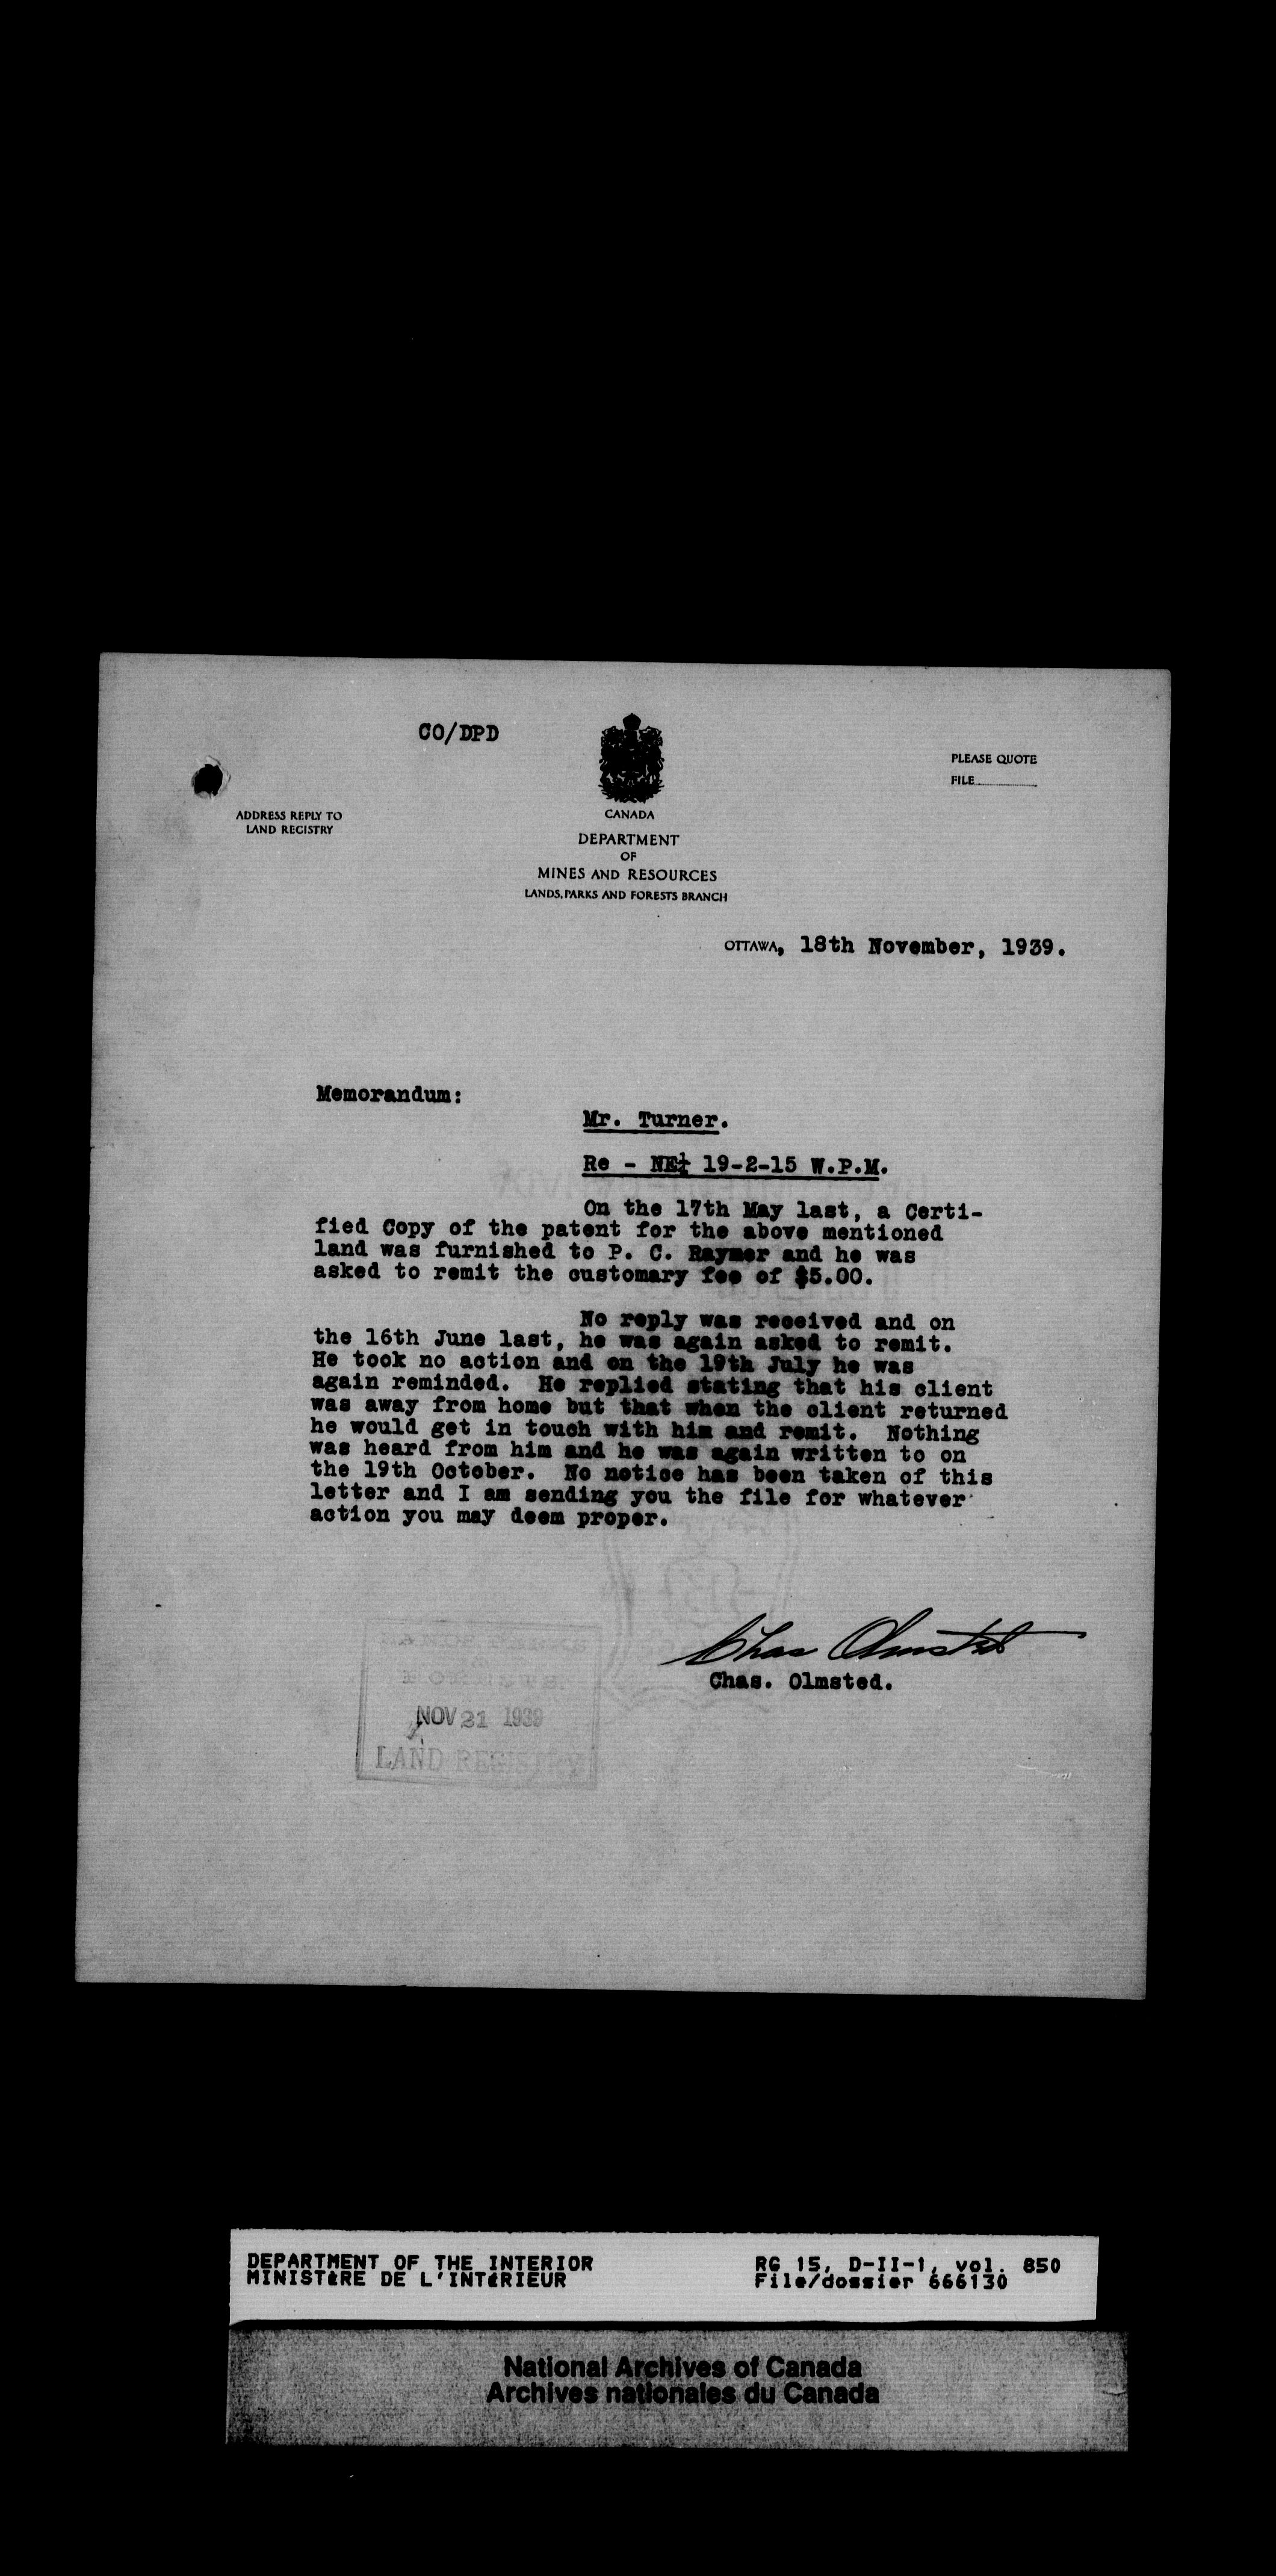 CO/DPD
PLEASE QUOTE
FILE
ADDRESS REPLY TO
LAND REGISTRY
CANADA
DEPARTMENT
OF
MINES AND RESOURCES
LANDS, PARKS AND FORESTS BRANCH
OTTAWA, 18th November, 1939.
Memorandum:
Mr. Turner.
Re - NE¼ 19-2-15 W.P.M.
On the 17th May last, a Certi-
fied Copy of the patent for the above mentioned
land was furnished to P. C. Raymer and he was
asked to remit the customary fee of $5.00.
No reply was received and on
the 16th June last, he was again asked to remit.
He took no action and on the 19th July he was
again reminded. He replied stating that his client
was away from home but that when the client returned
he would get in touch with him and remit. Nothing
was heard from him and he was again written to on
the 19th October. No notice has been taken of this
letter and I am sending you the file for whatever
action you may deem proper.
Chas Olmsted
Chas. Olmsted.
NOV 21 1939
LAND REGISTRY
DEPARTMENT OF THE INTERIOR
MINISTÈRE DE L'INTÉRIEUR
RG 15, D-II-1, vol. 850
File/dossier 666130
National Archives of Canada
Archives nationales du Canada